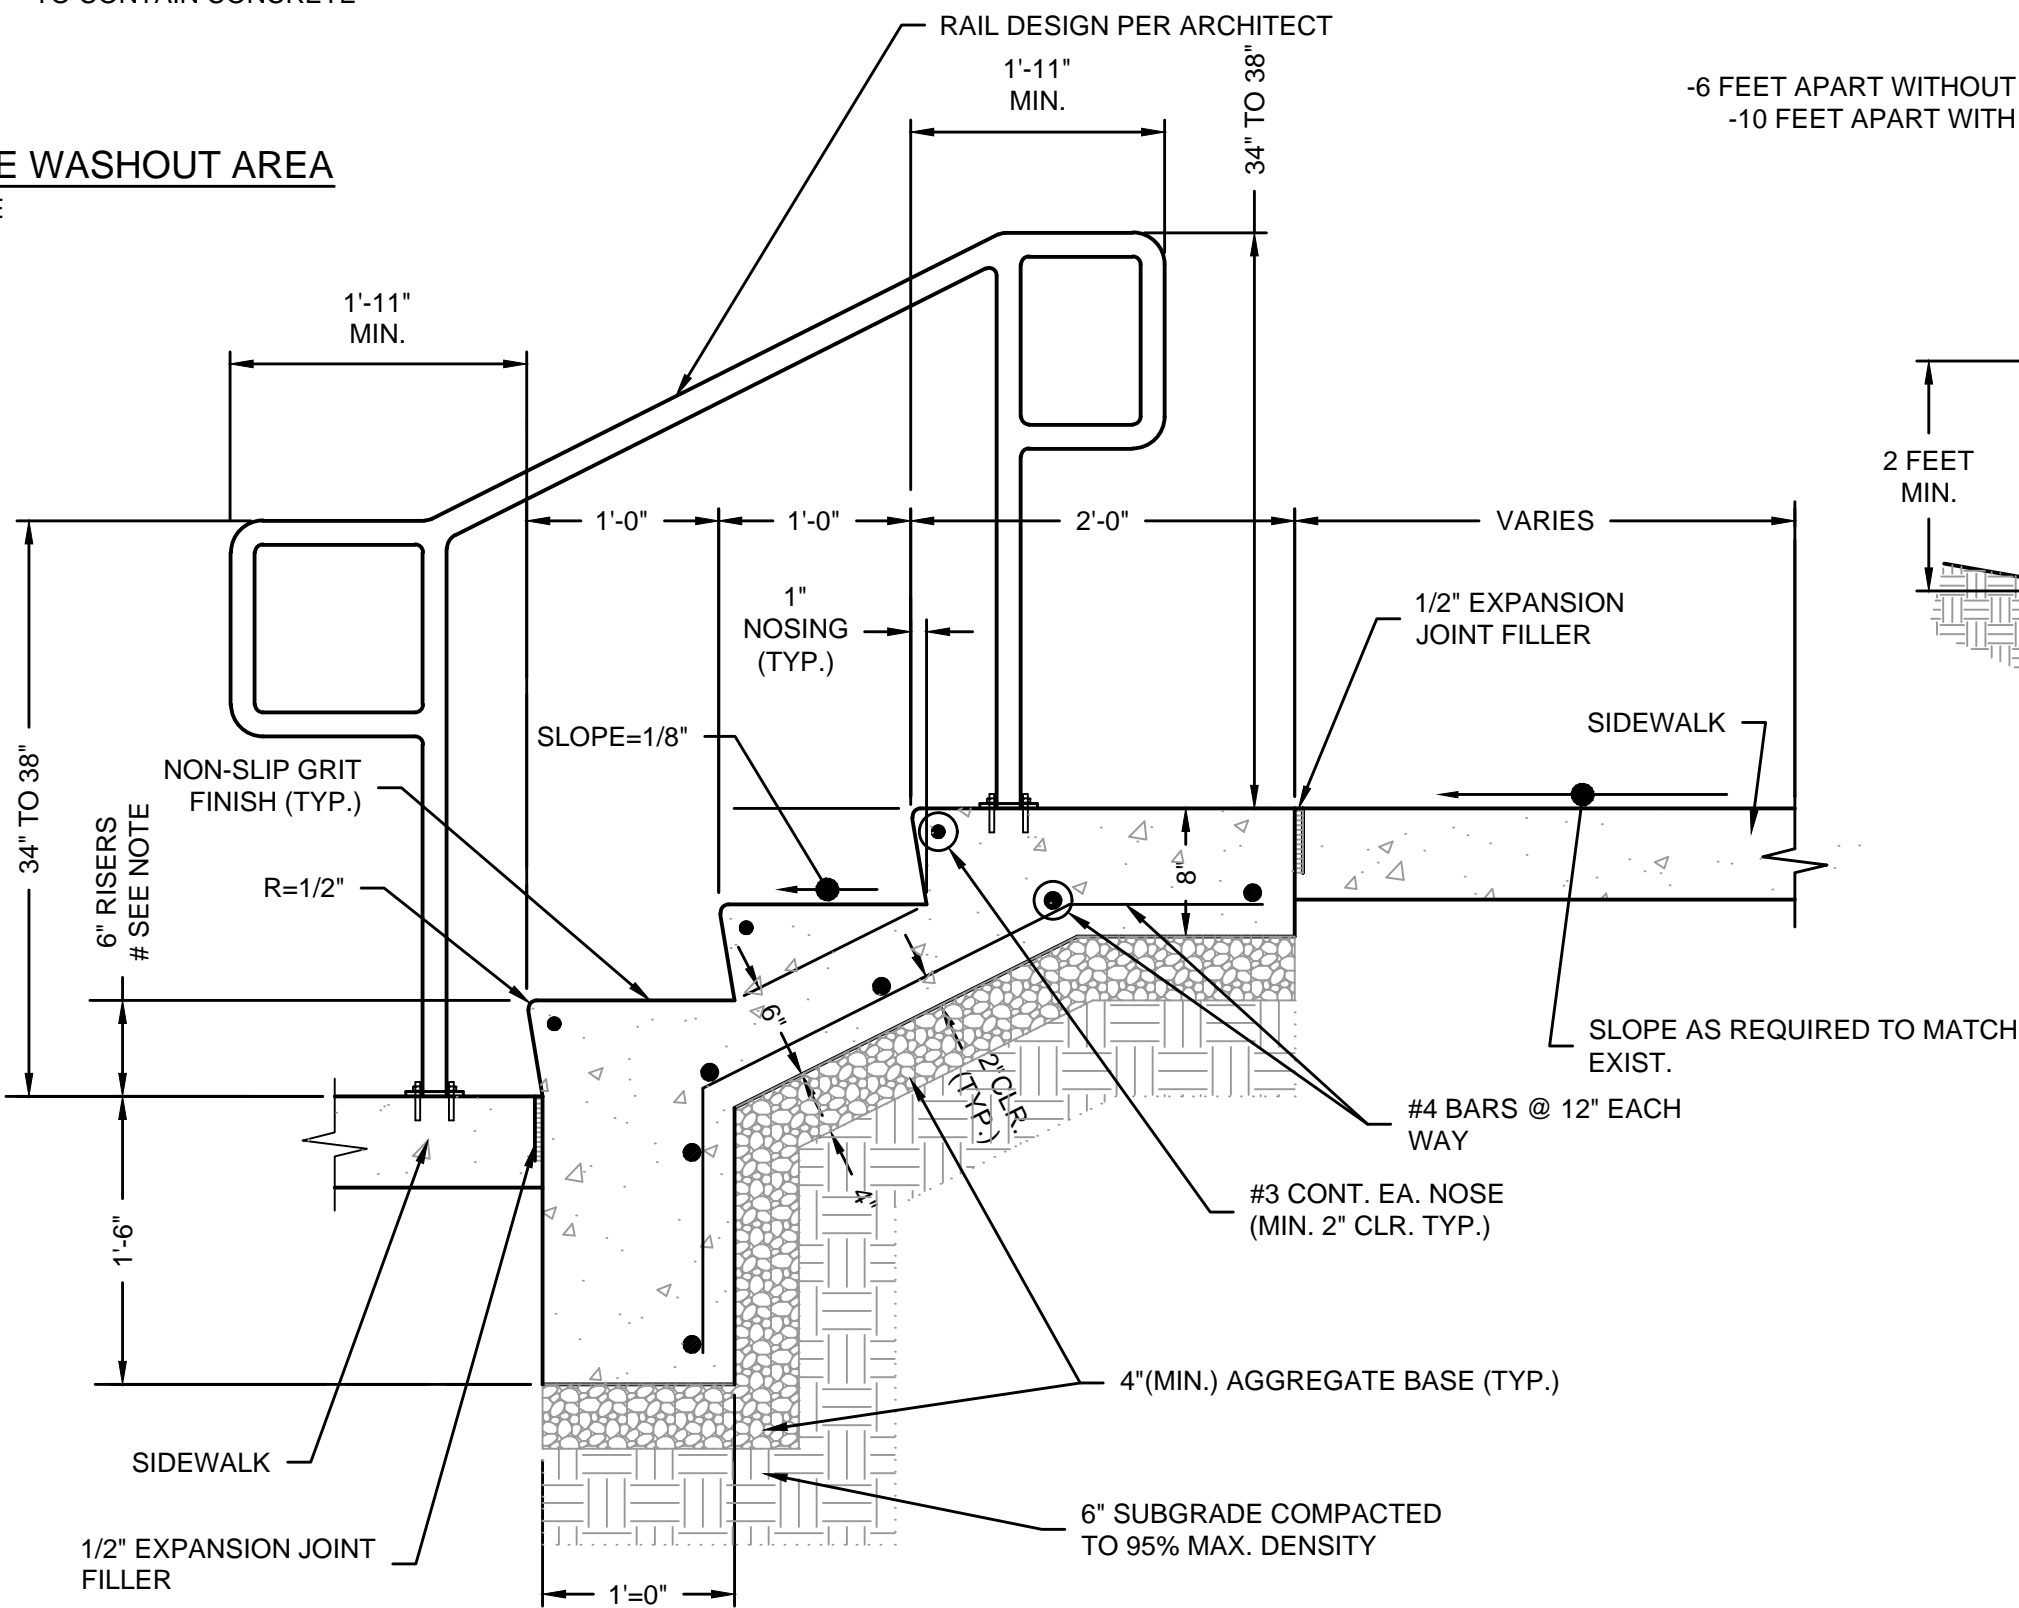 RAIL DESIGN PER ARCHITECT
1'-11"
MIN.
34" TO 38"
-6 FEET APART WITHOUT
-10 FEET APART WITH
E WASHOUT AREA
1'-11"
MIN.
2 FEET
MIN.
1'-0"
1'-0"
2'-0"
VARIES
1"
NOSING
(TYP.)
1/2" EXPANSION
JOINT FILLER
SLOPE=1/8"
SIDEWALK
NON-SLIP GRIT
FINISH (TYP.)
34" TO 38"
6" RISERS
# SEE NOTE
R=1/2"
8"
6"
2"CLR.
(TYP.)
4"
SLOPE AS REQUIRED TO MATCH
EXIST.
#4 BARS @ 12" EACH
WAY
#3 CONT. EA. NOSE
(MIN. 2" CLR. TYP.)
1'-6"
4"(MIN.) AGGREGATE BASE (TYP.)
SIDEWALK
6" SUBGRADE COMPACTED
TO 95% MAX. DENSITY
1/2" EXPANSION JOINT
FILLER
1'=0"